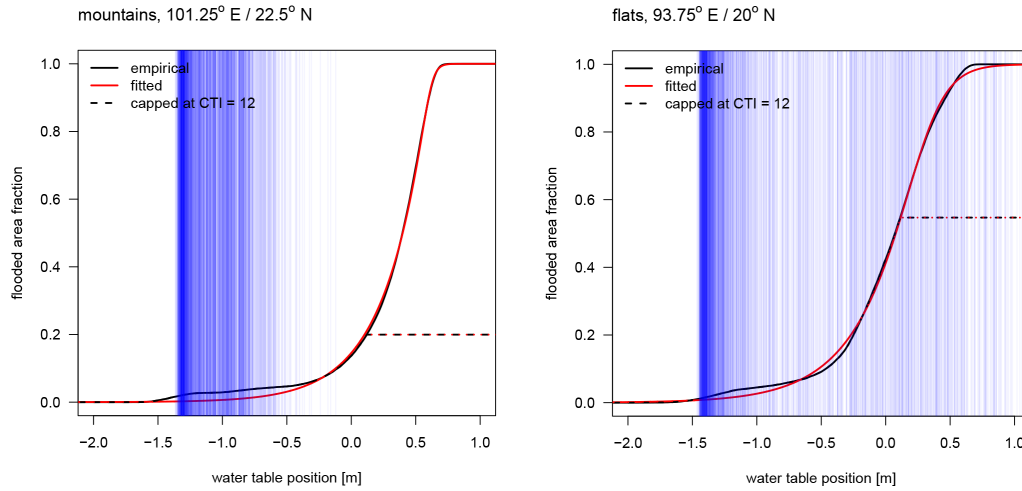 mountains, 101.25° E / 22.5° N
empirical
fitted
capped at CTI = 12
flooded area fraction
1.0
0.8
0.6
0.4
0.2
0.0
−2.0 −1.5 −1.0 −0.5 0.0 0.5 1.0
water table position [m]
flats, 93.75° E / 20° N
empirical
fitted
capped at CTI = 12
flooded area fraction
1.0
0.8
0.6
0.4
0.2
0.0
−2.0 −1.5 −1.0 −0.5 0.0 0.5 1.0
water table position [m]